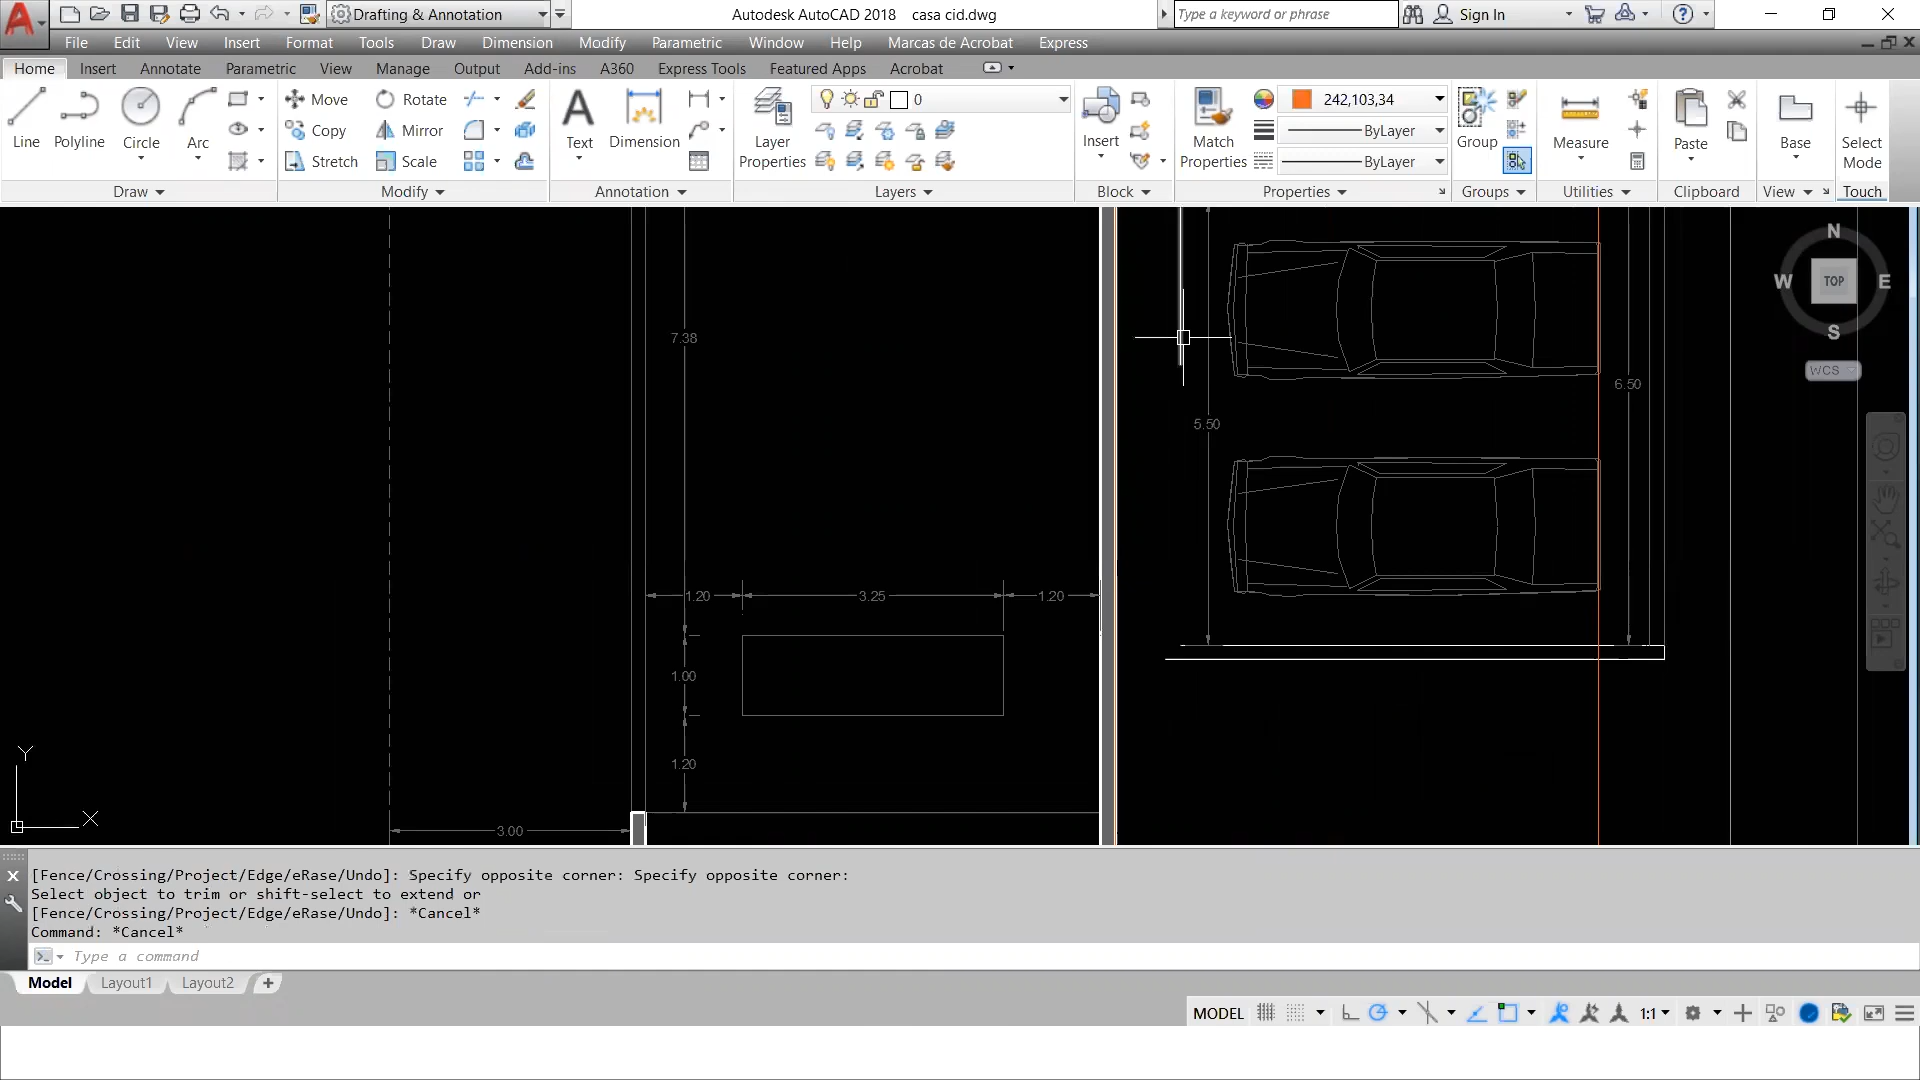 Drafting & Annotation
Autodesk AutoCAD 2018 casa cid.dwg
Type a keyword or phrase
Sign In
File Edit View Insert Format Tools Draw Dimension Modify Parametric Window Help Marcas de Acrobat Express
Home Insert Annotate Parametric View Manage Output Add-ins A360 Express Tools Featured Apps Acrobat
Line Polyline Circle Arc
Move Rotate
Copy Mirror
Stretch Scale
Text Dimension
Layer Properties
0
Insert
Match Properties
242,103,34
ByLayer
ByLayer
Group
Measure
Paste
Base
Select Mode
Draw Modify Annotation Layers Block Properties Groups Utilities Clipboard View Touch
N
W TOP E
S
WCS
7.38
6.50
5.50
1.20 3.25 1.20
1.00
1.20
3.00
Y
X
[Fence/Crossing/Project/Edge/eRase/Undo]: Specify opposite corner: Specify opposite corner:
Select object to trim or shift-select to extend or
[Fence/Crossing/Project/Edge/eRase/Undo]: *Cancel*
Command: *Cancel*
Type a command
Model Layout1 Layout2 +
MODEL 1:1